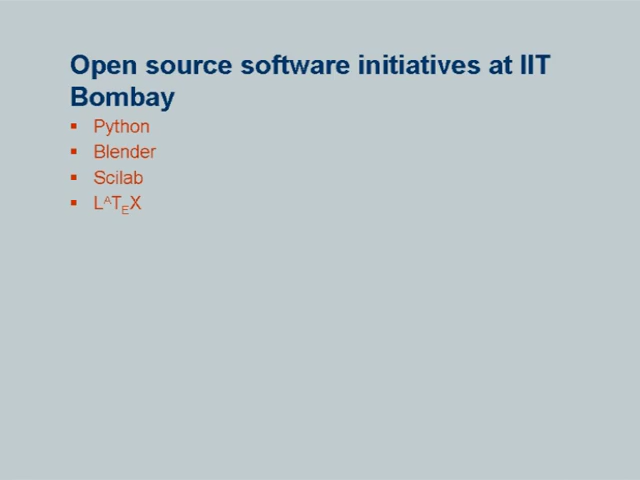 Open source software initiatives at IIT
Bombay
▪ Python
▪ Blender
▪ Scilab
▪ LATEX